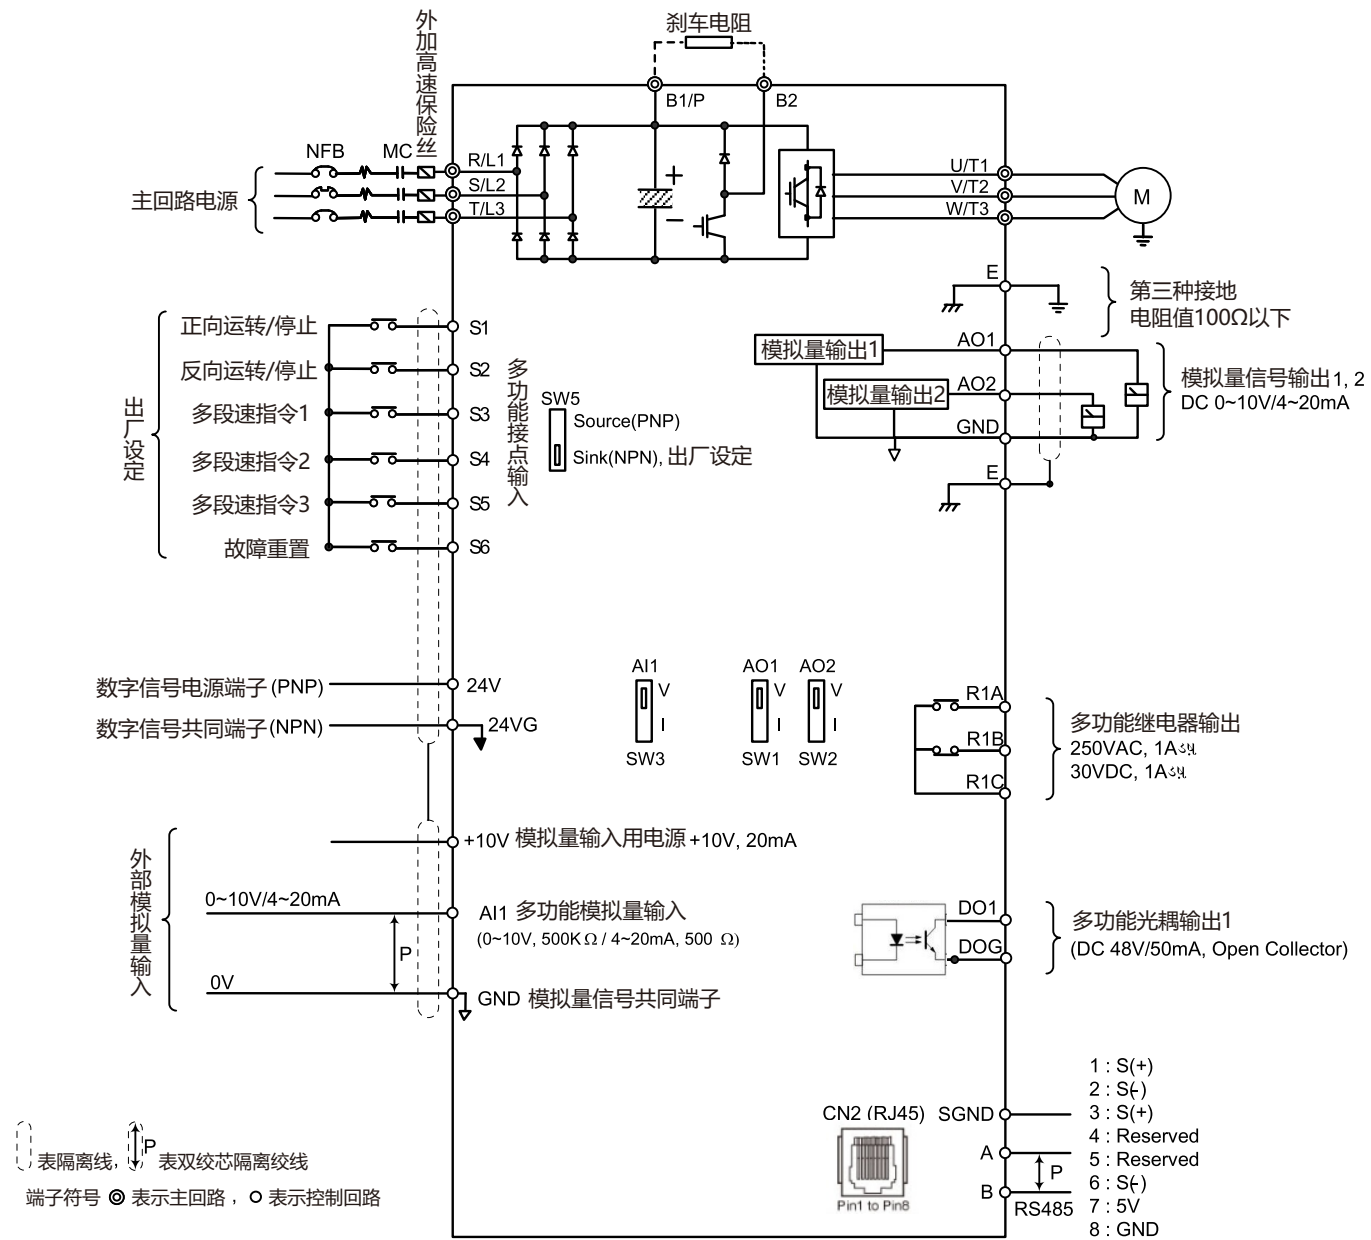 外加高速保险丝
刹车电阻
B1/P
B2
NFB
MC
主回路电源
R/L1
S/L2
T/L3
U/T1
V/T2
W/T3
M
E
第三种接地
电阻值100Ω以下
出厂设定
正向运转/停止
S1
反向运转/停止
S2
多段速指令1
S3
多段速指令2
S4
多段速指令3
S5
故障重置
S6
多功能接点输入
SW5
Source(PNP)
Sink(NPN), 出厂设定
模拟量输出1
AO1
模拟量输出2
AO2
GND
E
模拟量信号输出1, 2
DC 0~10V/4~20mA
数字信号电源端子(PNP)
24V
数字信号共同端子(NPN)
24VG
AI1
V
I
SW3
AO1
V
I
SW1
AO2
V
I
SW2
R1A
R1B
R1C
多功能继电器输出
250VAC, 1A
30VDC, 1A
外部模拟量输入
+10V 模拟量输入用电源 +10V, 20mA
0~10V/4~20mA
AI1 多功能模拟量输入
(0~10V, 500KΩ / 4~20mA, 500 Ω)
P
0V
GND 模拟量信号共同端子
DO1
DOG
多功能光耦输出1
(DC 48V/50mA, Open Collector)
CN2 (RJ45)
Pin1 to Pin8
SGND
A
B
P
RS485
1 : S(+)
2 : S(-)
3 : S(+)
4 : Reserved
5 : Reserved
6 : S(-)
7 : 5V
8 : GND
表隔离线, P 表双绞芯隔离绞线
端子符号 ◎ 表示主回路, ○ 表示控制回路